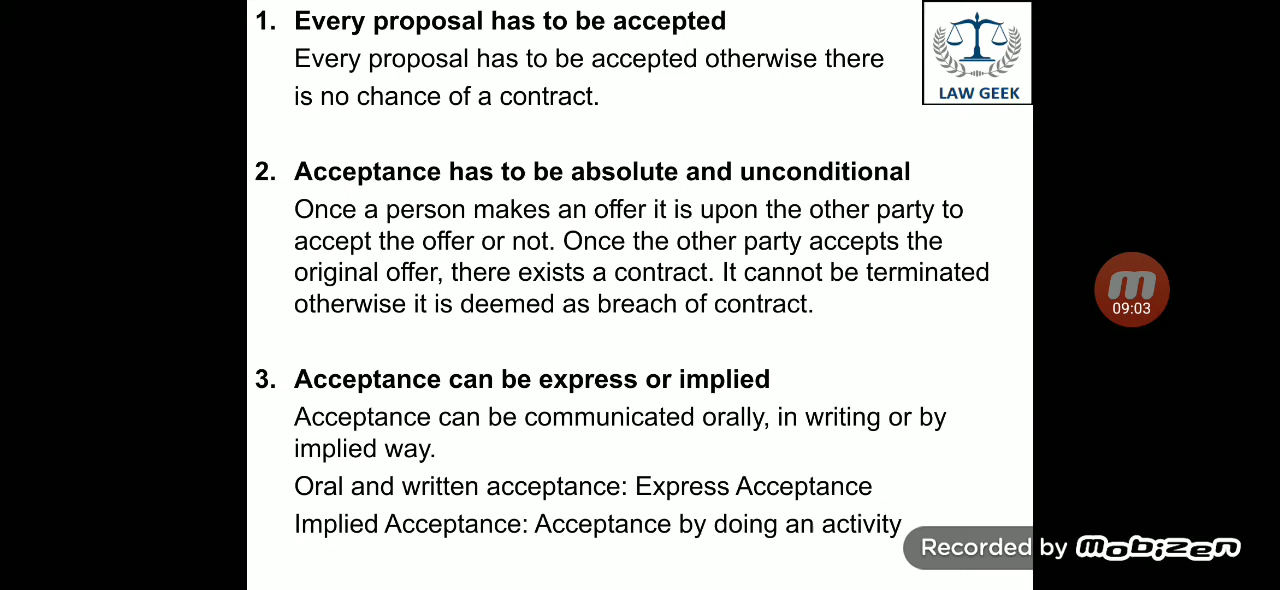 1. Every proposal has to be accepted
Every proposal has to be accepted otherwise there
is no chance of a contract.
LAW GEEK
2. Acceptance has to be absolute and unconditional
Once a person makes an offer it is upon the other party to
accept the offer or not. Once the other party accepts the
original offer, there exists a contract. It cannot be terminated
otherwise it is deemed as breach of contract.
09:03
3. Acceptance can be express or implied
Acceptance can be communicated orally, in writing or by
implied way.
Oral and written acceptance: Express Acceptance
Implied Acceptance: Acceptance by doing an activity
Recorded by mobizen